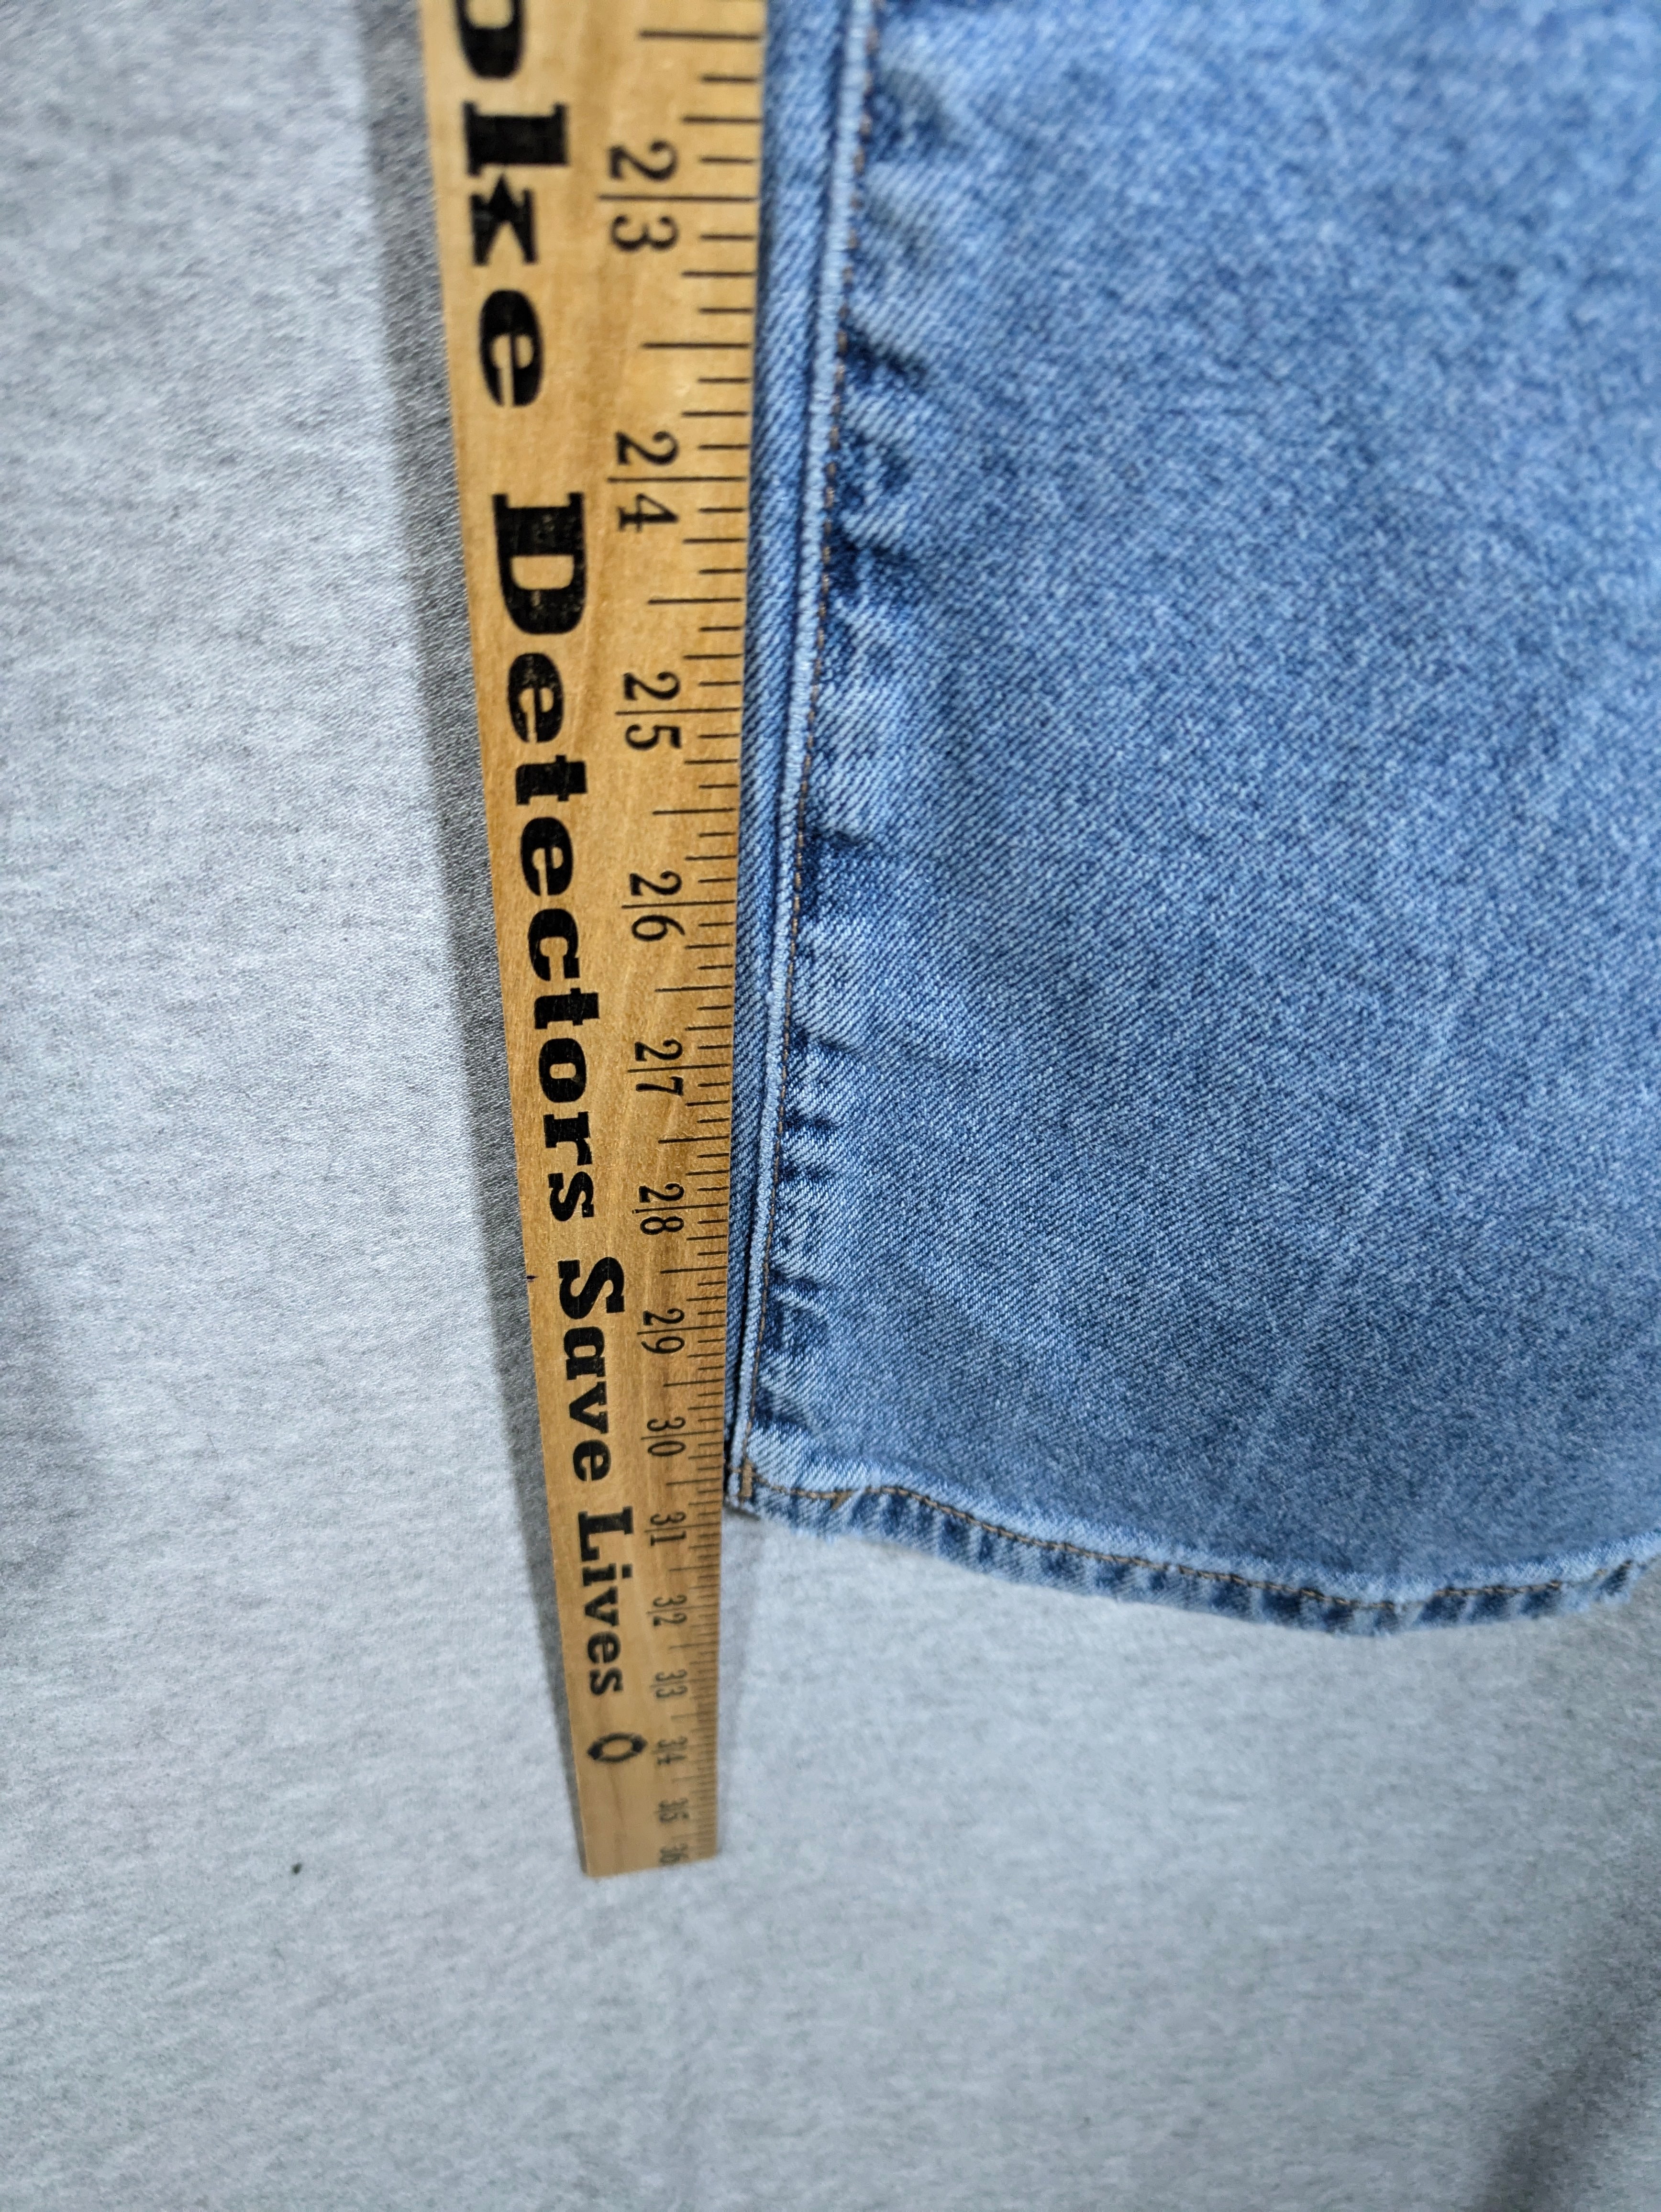 oke Detectors Save Lives
23 24 25 26 27 28 29 30 31 32 33 34 35 36